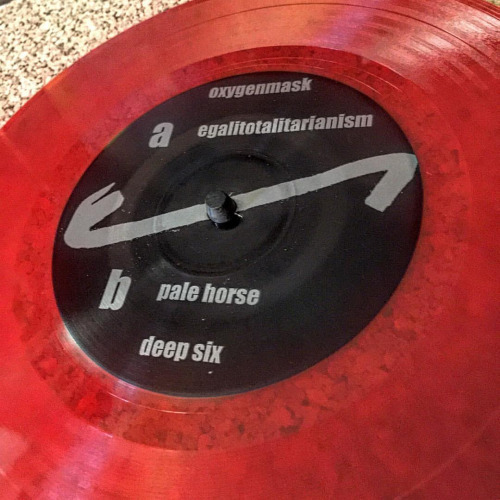 oxygenmask
a egalitotalitarianism
b pale horse
deep six